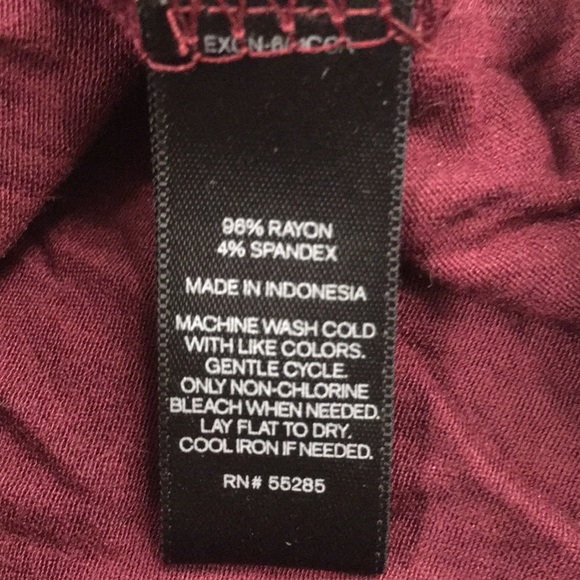 96% RAYON
4% SPANDEX
MADE IN INDONESIA
MACHINE WASH COLD
WITH LIKE COLORS.
GENTLE CYCLE.
ONLY NON-CHLORINE
BLEACH WHEN NEEDED.
LAY FLAT TO DRY.
COOL IRON IF NEEDED.
RN# 55285